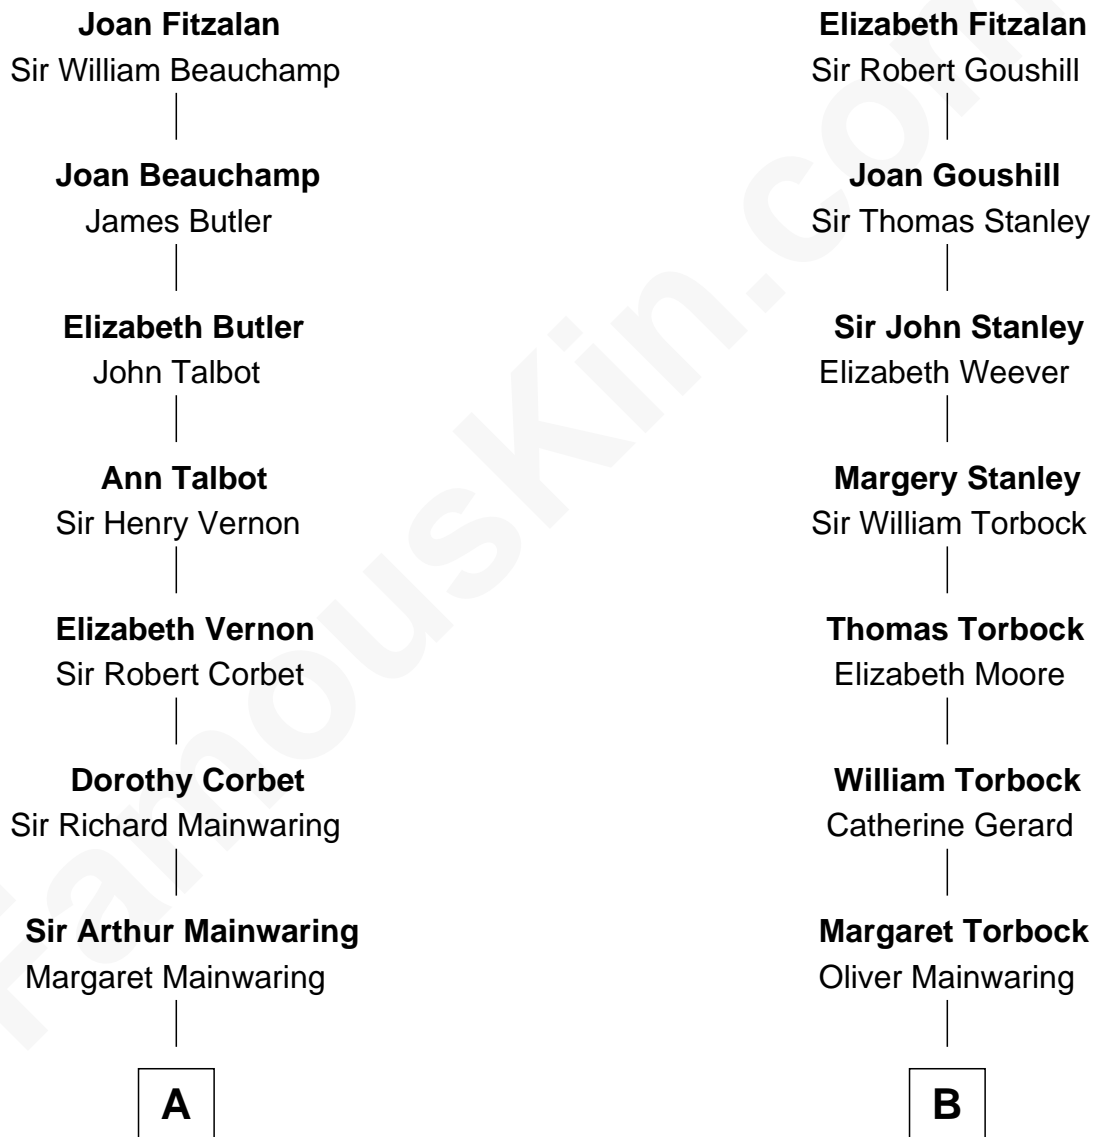 Joan Fitzalan
Sir William Beauchamp
Joan Beauchamp
James Butler
Elizabeth Butler
John Talbot
Ann Talbot
Sir Henry Vernon
Elizabeth Vernon
Sir Robert Corbet
Dorothy Corbet
Sir Richard Mainwaring
Sir Arthur Mainwaring
Margaret Mainwaring
A
Elizabeth Fitzalan
Sir Robert Goushill
Joan Goushill
Sir Thomas Stanley
Sir John Stanley
Elizabeth Weever
Margery Stanley
Sir William Torbock
Thomas Torbock
Elizabeth Moore
William Torbock
Catherine Gerard
Margaret Torbock
Oliver Mainwaring
B
FamousKin.com